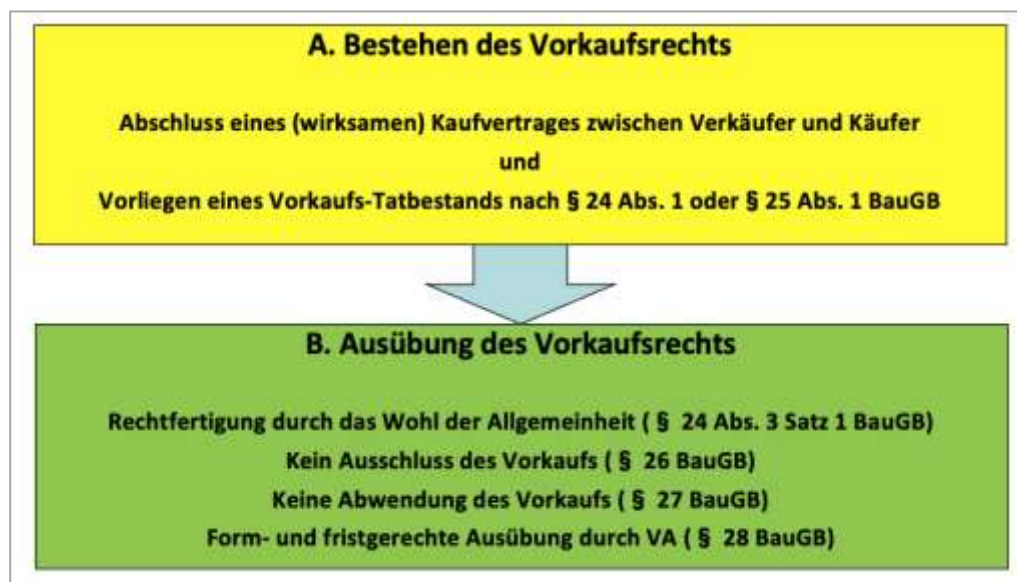 A. Bestehen des Vorkaufsrechts
Abschluss eines (wirksamen) Kaufvertrages zwischen Verkäufer und Käufer
und
Vorliegen eines Vorkaufs-Tatbestands nach § 24 Abs. 1 oder § 25 Abs. 1 BauGB
B. Ausübung des Vorkaufsrechts
Rechtfertigung durch das Wohl der Allgemeinheit ( § 24 Abs. 3 Satz 1 BauGB)
Kein Ausschluss des Vorkaufs ( § 26 BauGB)
Keine Abwendung des Vorkaufs ( § 27 BauGB)
Form- und fristgerechte Ausübung durch VA ( § 28 BauGB)